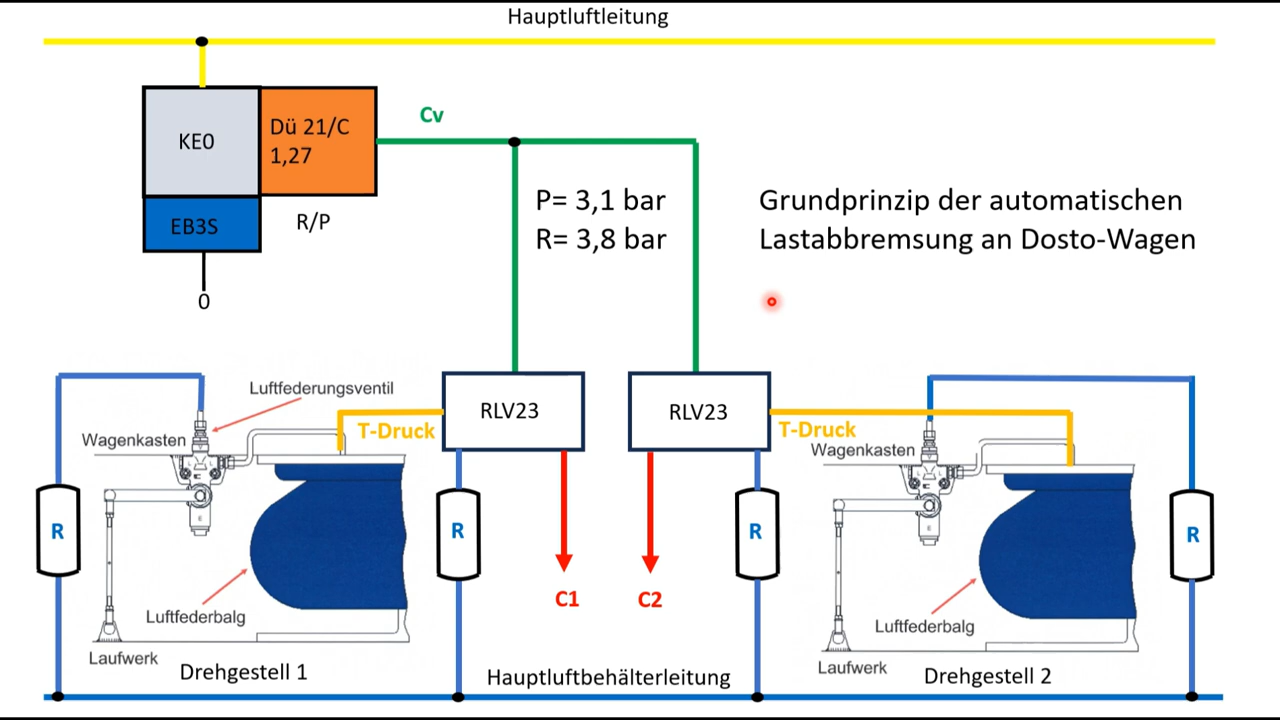 Hauptluftleitung
KE0
Dü 21/C
1,27
Cv
EB3S
R/P
0
P= 3,1 bar
R= 3,8 bar
Grundprinzip der automatischen
Lastabbremsung an Dosto-Wagen
Luftfederungsventil
Wagenkasten
T-Druck
RLV23
RLV23
T-Druck
Wagenkasten
R
E
R
R
E
R
C1
C2
Luftfederbalg
Luftfederbalg
Laufwerk
Drehgestell 1
Hauptluftbehälterleitung
Laufwerk
Drehgestell 2